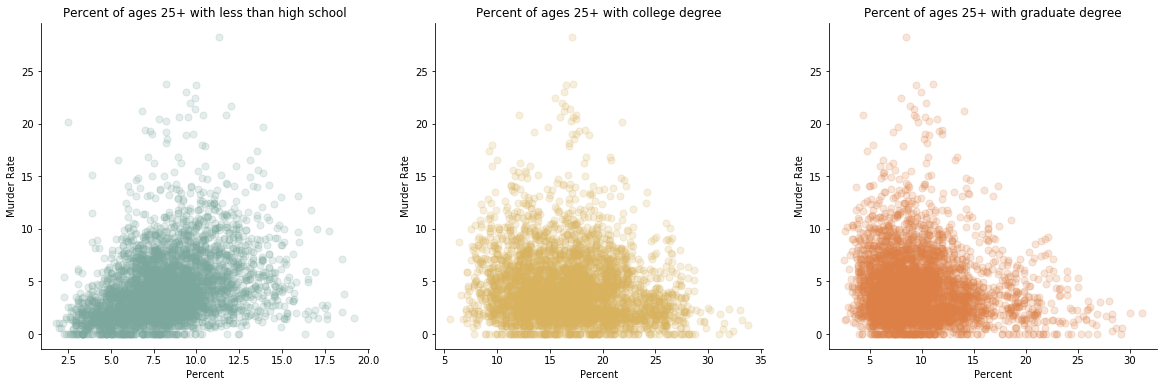 Percent of ages 25+ with less than high school
Murder Rate
25
20
15
10
5
0
2.5 5.0 7.5 10.0 12.5 15.0 17.5 20.0
Percent
Percent of ages 25+ with college degree
Murder Rate
25
20
15
10
5
0
5 10 15 20 25 30 35
Percent
Percent of ages 25+ with graduate degree
Murder Rate
25
20
15
10
5
0
5 10 15 20 25 30
Percent